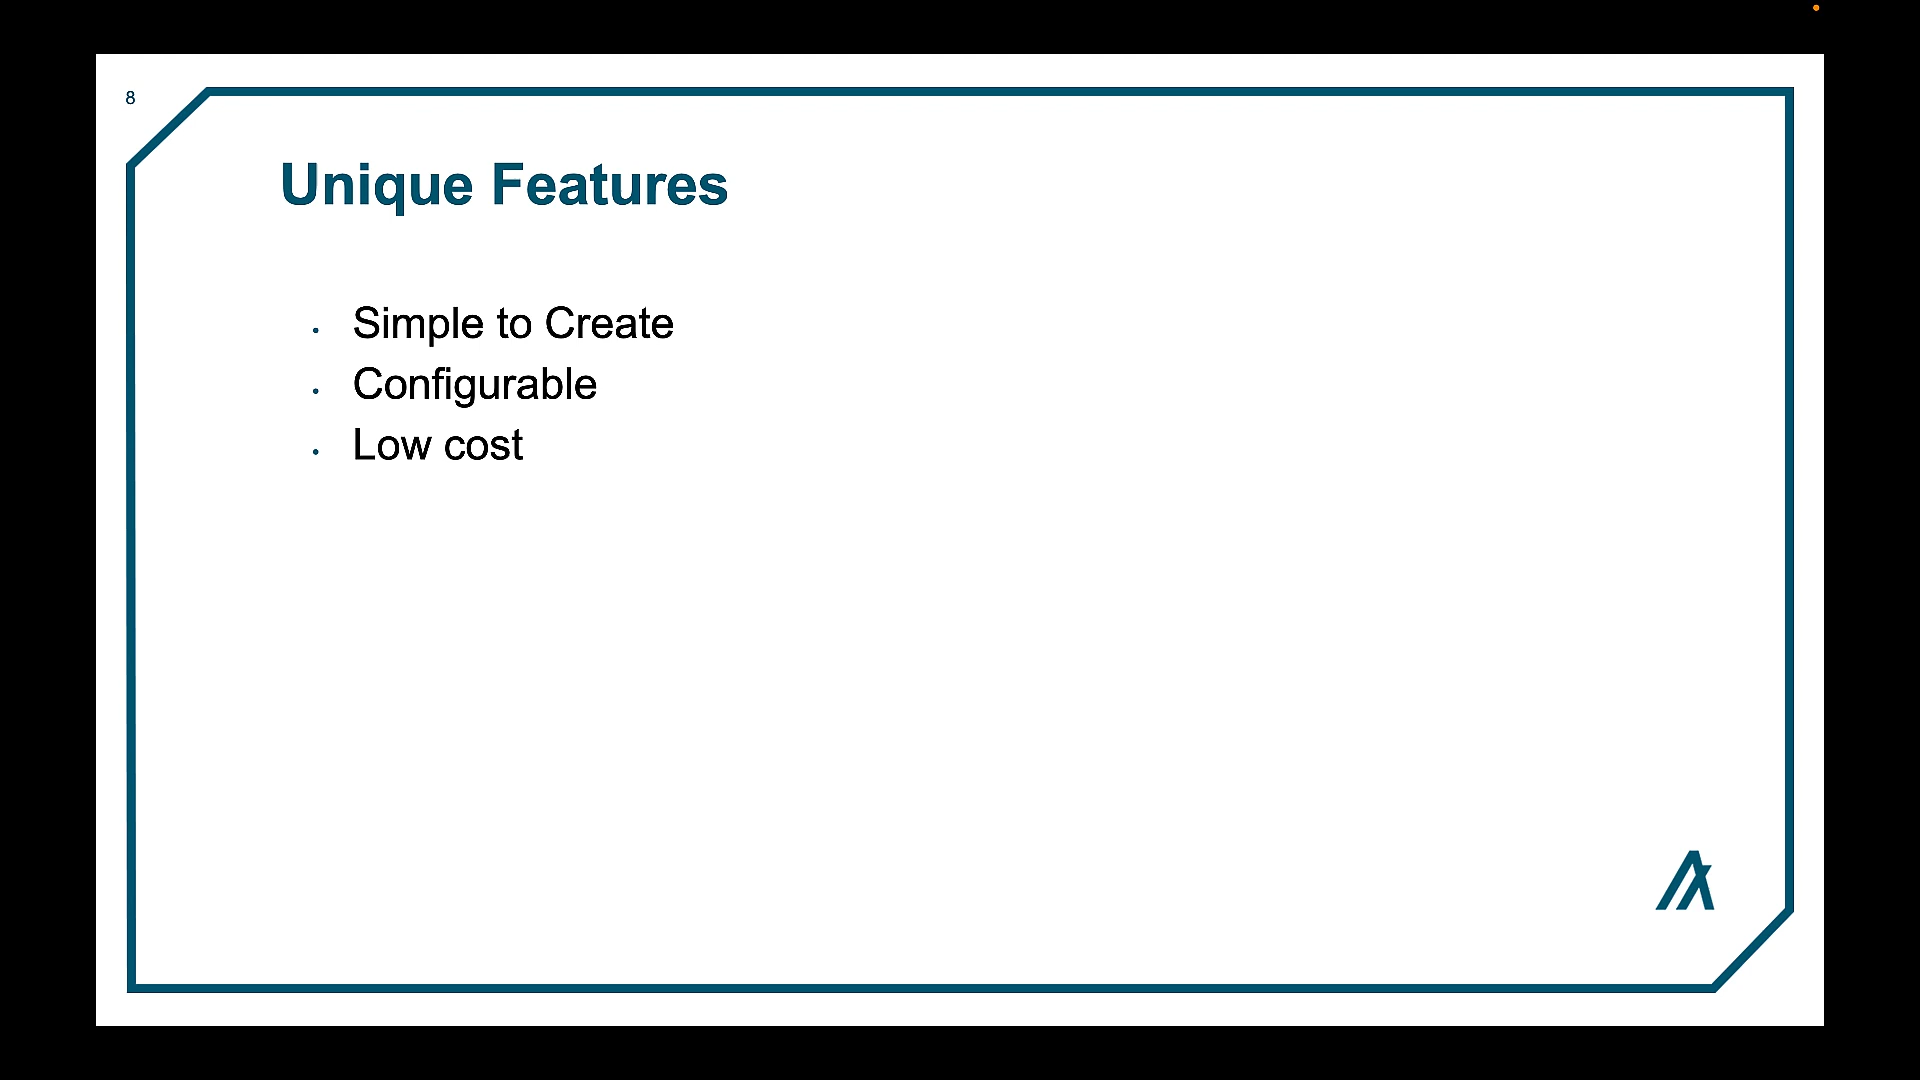 8
Unique Features
• Simple to Create
• Configurable
• Low cost